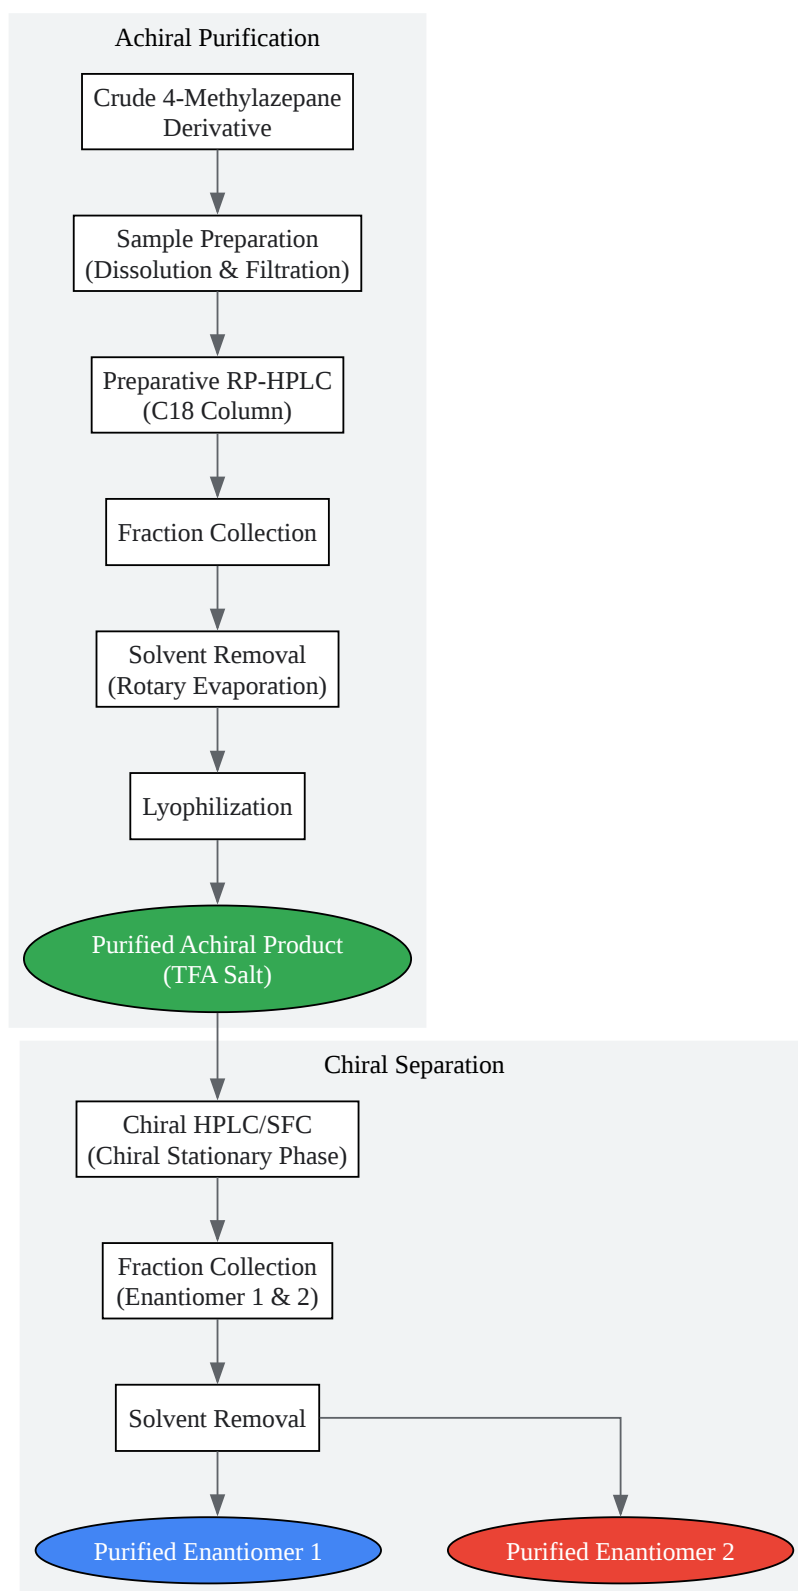 Achiral Purification
Crude 4-Methylazepane
Derivative
Sample Preparation
(Dissolution & Filtration)
Preparative RP-HPLC
(C18 Column)
Fraction Collection
Solvent Removal
(Rotary Evaporation)
Lyophilization
Purified Achiral Product
(TFA Salt)
Chiral Separation
Chiral HPLC/SFC
(Chiral Stationary Phase)
Fraction Collection
(Enantiomer 1 & 2)
Solvent Removal
Purified Enantiomer 1
Purified Enantiomer 2